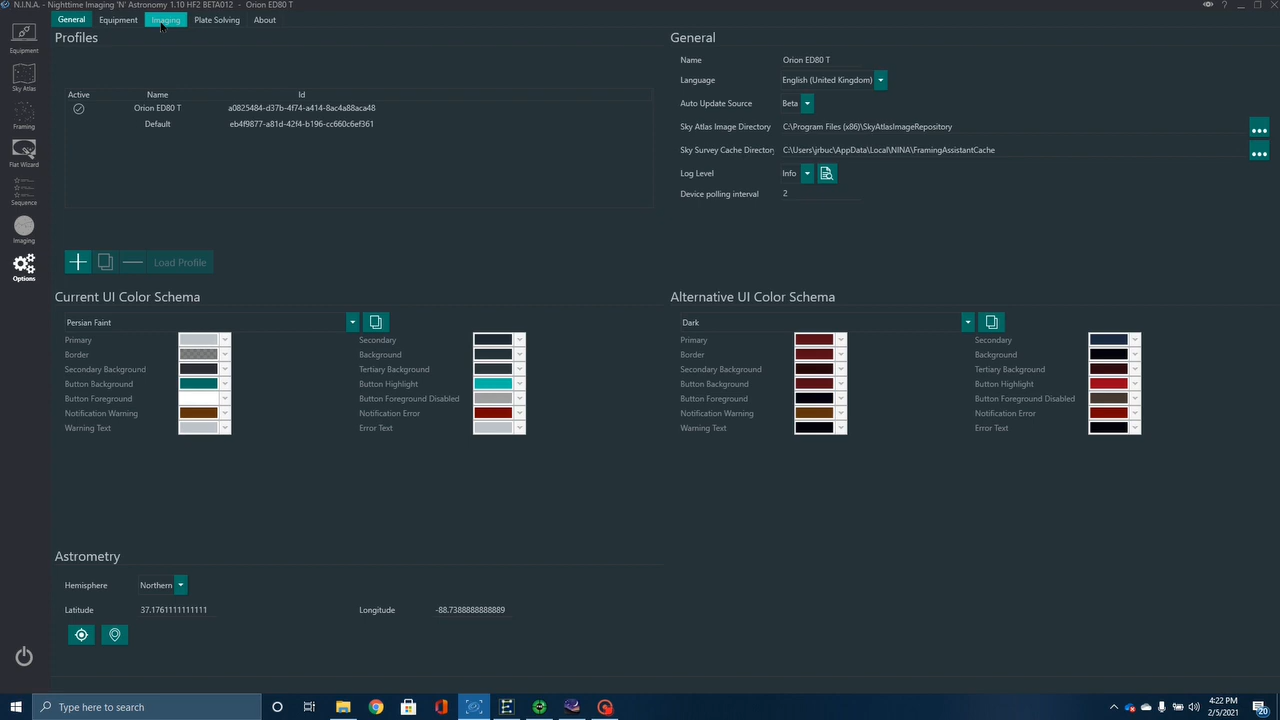 N.I.N.A. - Nighttime Imaging 'N' Astronomy 1.10 HF2 BETA012 - Orion ED80 T
General Equipment Imaging Plate Solving About
Equipment
Sky Atlas
Framing
Flat Wizard
Sequence
Imaging
Options
Profiles
Active Name Id
Orion ED80 T a0825484-d37b-4f74-a414-8ac4a88aca48
Default eb4f9877-a81d-42f4-b196-cc660c6ef361
Load Profile
General
Name Orion ED80 T
Language English (United Kingdom)
Auto Update Source Beta
Sky Atlas Image Directory C:\Program Files (x86)\SkyAtlasImageRepository
Sky Survey Cache Director C:\Users\jrbuc\AppData\Local\NINA\FramingAssistantCache
Log Level Info
Device polling interval 2
Current UI Color Schema
Persian Faint
Primary Secondary
Border Background
Secondary Background Tertiary Background
Button Background Button Highlight
Button Foreground Button Foreground Disabled
Notification Warning Notification Error
Warning Text Error Text
Alternative UI Color Schema
Dark
Primary Secondary
Border Background
Secondary Background Tertiary Background
Button Background Button Highlight
Button Foreground Button Foreground Disabled
Notification Warning Notification Error
Warning Text Error Text
Astrometry
Hemisphere Northern
Latitude 37.1761111111111 Longitude -88.7388888888889
Type here to search
4:22 PM
2/5/2021
20